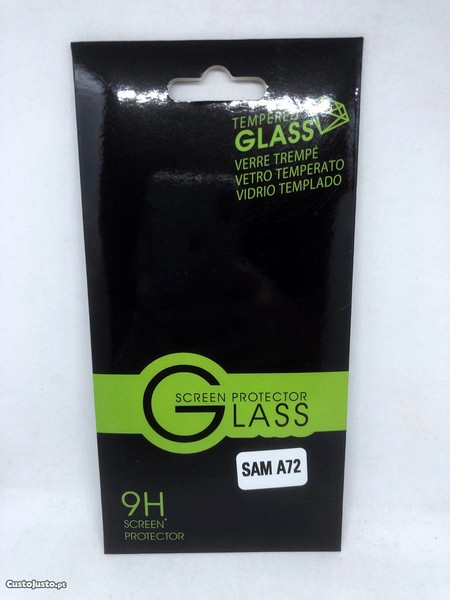 TEMPERED
GLASS
VERRE TREMPÉ
VETRO TEMPERATO
VIDRIO TEMPLADO
SCREEN PROTECTOR
GLASS
SAM A72
9H
SCREEN+
PROTECTOR
CustoJusto.pt